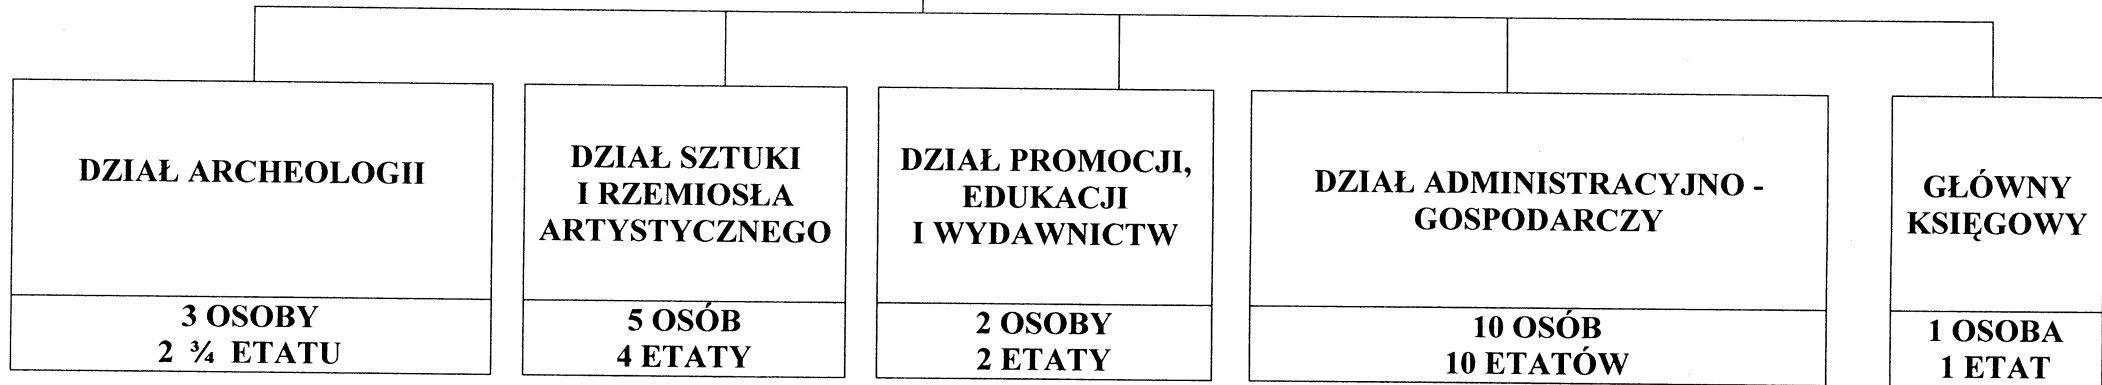 DZIAŁ ARCHEOLOGII
3 OSOBY
2 ¾ ETATU
DZIAŁ SZTUKI
I RZEMIOSŁA
ARTYSTYCZNEGO
5 OSÓB
4 ETATY
DZIAŁ PROMOCJI,
EDUKACJI
I WYDAWNICTW
2 OSOBY
2 ETATY
DZIAŁ ADMINISTRACYJNO -
GOSPODARCZY
10 OSÓB
10 ETATÓW
GŁÓWNY
KSIĘGOWY
1 OSOBA
1 ETAT